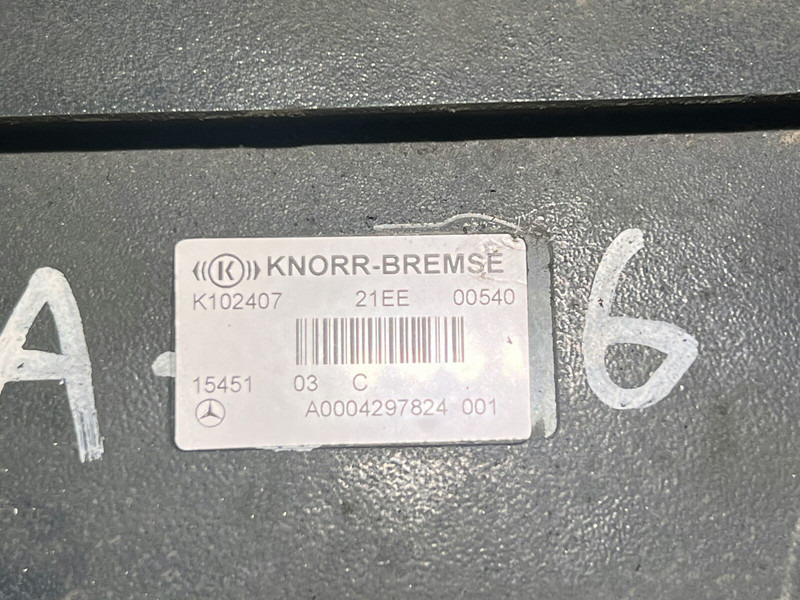 KNORR-BREMSE
K102407 21EE 00540
15451 03 C
A0004297824 001
A - 6